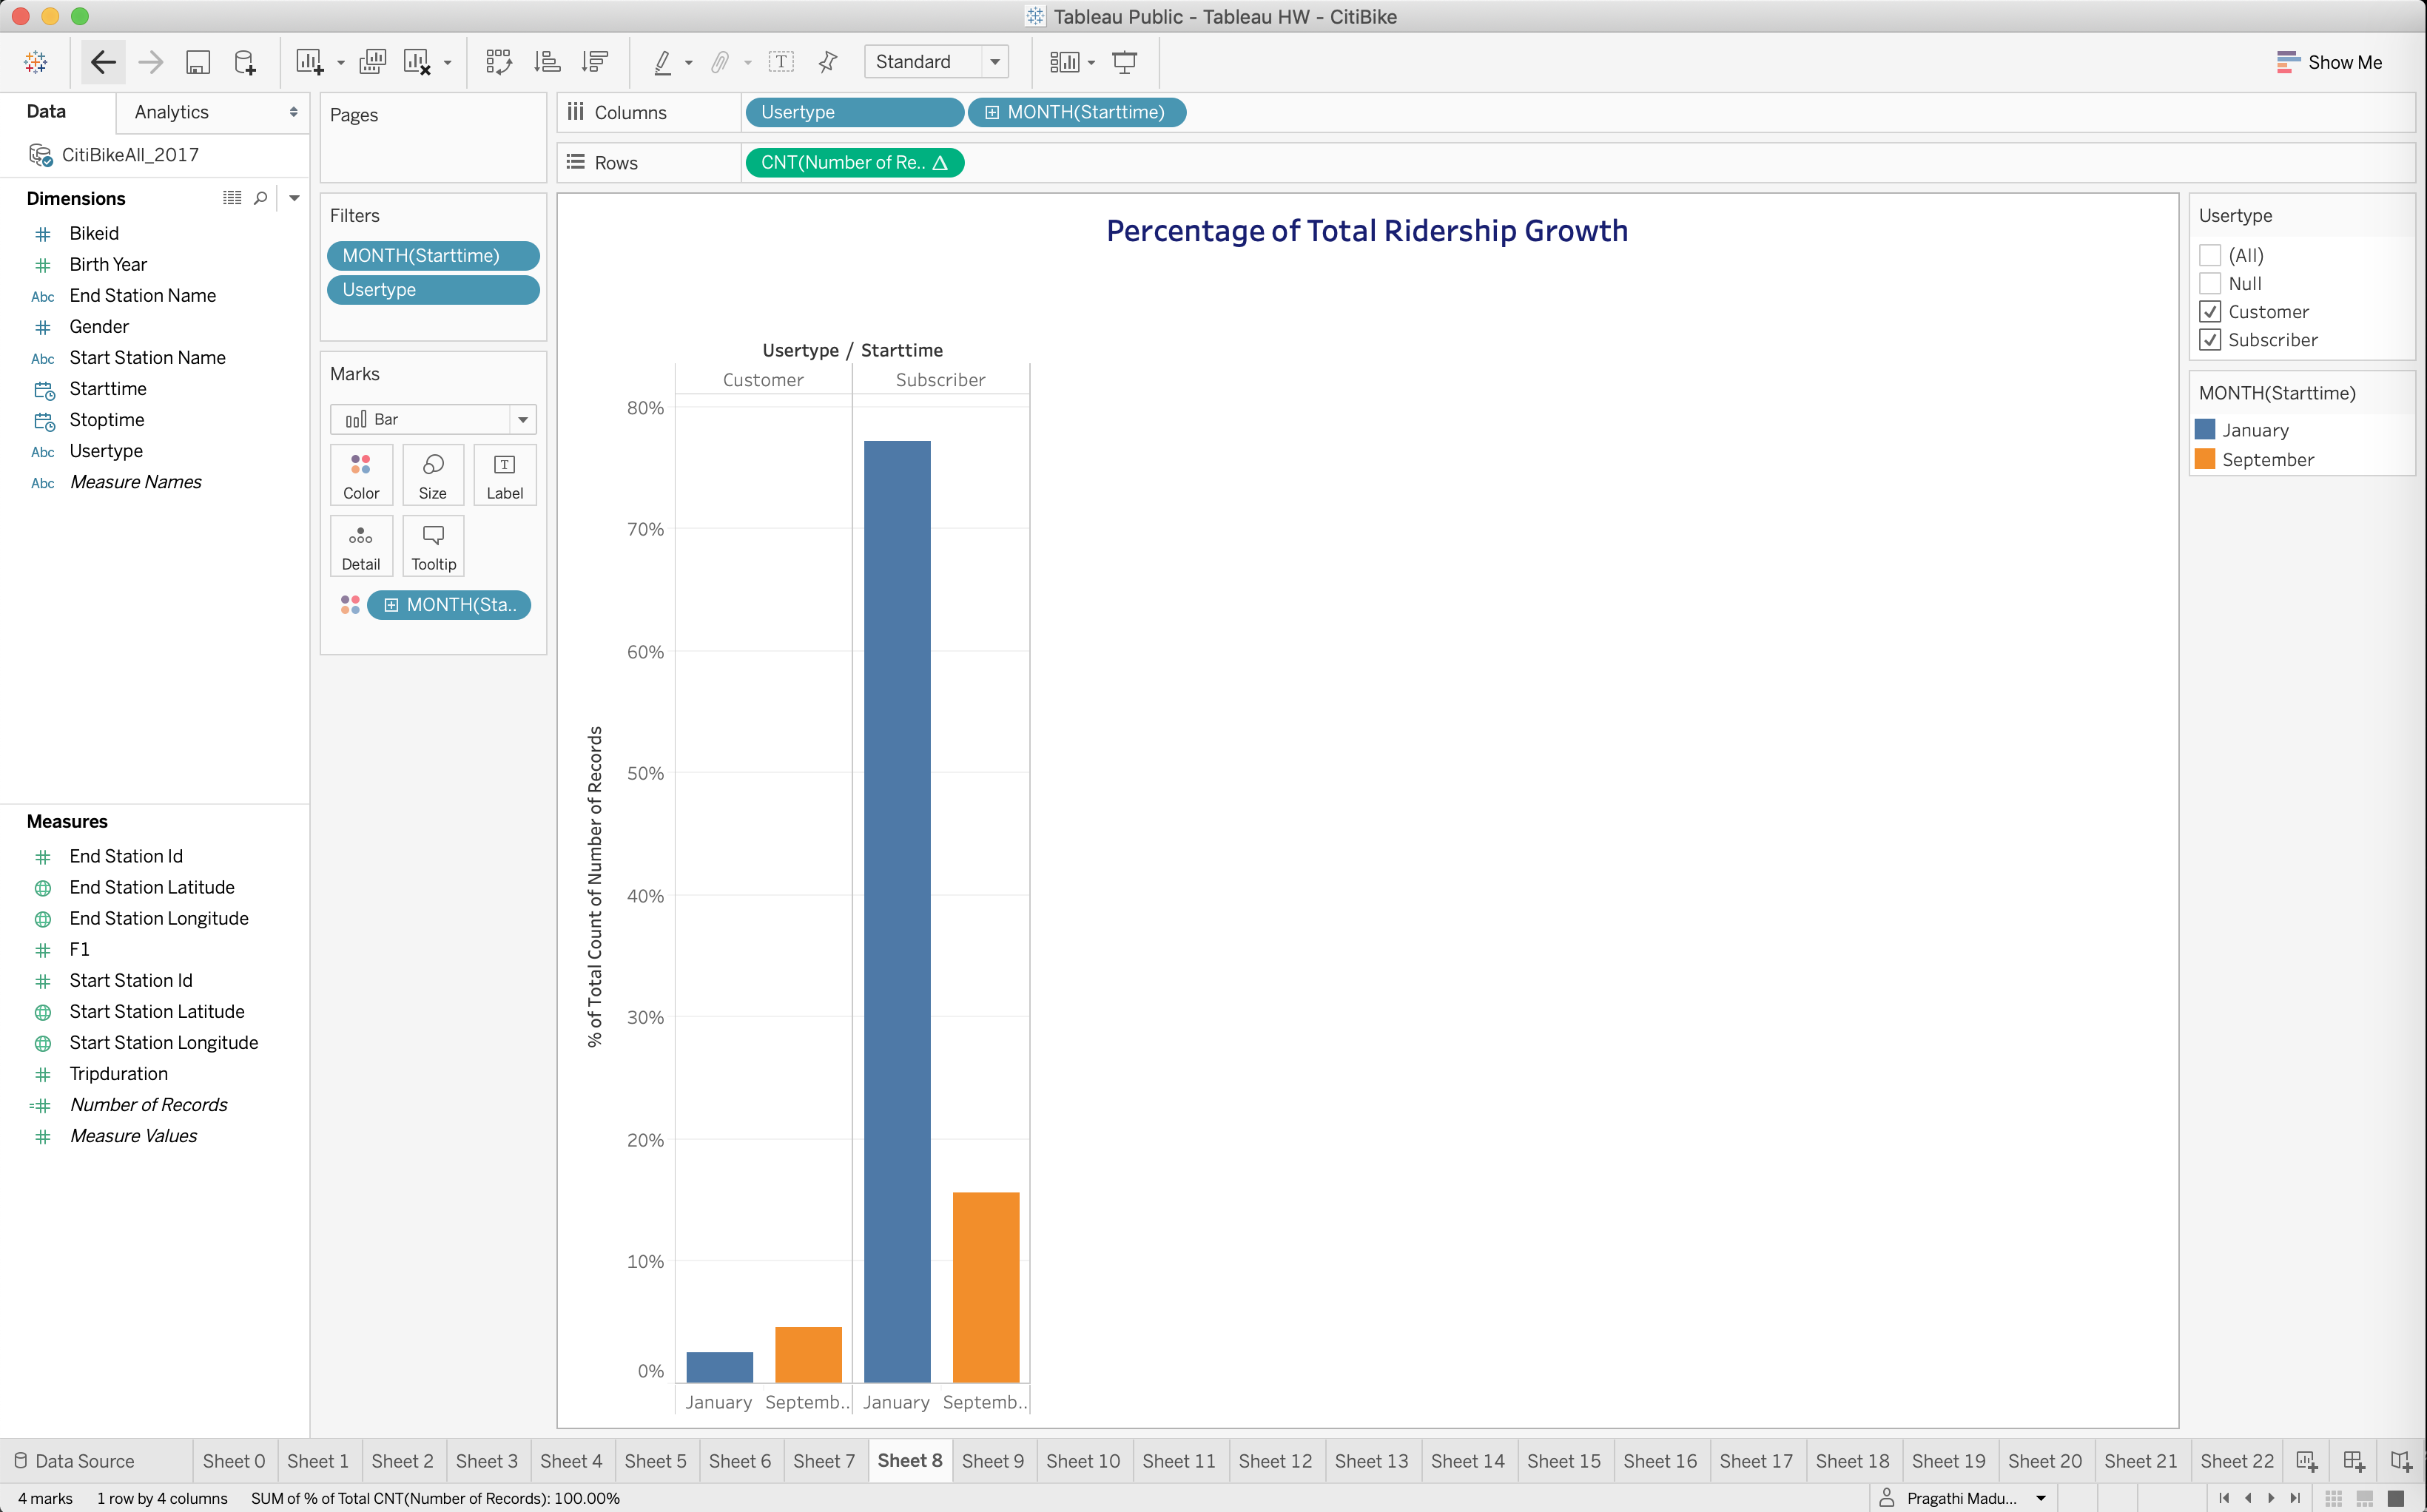 Tableau Public - Tableau HW - CitiBike
Standard
Show Me
Data
Analytics
CitiBikeAll_2017
Dimensions
Bikeid
Birth Year
Abc End Station Name
Gender
Abc Start Station Name
Starttime
Stoptime
Abc Usertype
Abc Measure Names
Measures
End Station Id
End Station Latitude
End Station Longitude
F1
Start Station Id
Start Station Latitude
Start Station Longitude
Tripduration
Number of Records
Measure Values
Pages
Filters
MONTH(Starttime)
Usertype
Marks
Bar
Color Size Label
Detail Tooltip
MONTH(Sta..
Columns Usertype MONTH(Starttime)
Rows CNT(Number of Re.. Δ
Percentage of Total Ridership Growth
Usertype / Starttime
Customer Subscriber
80%
70%
60%
50%
40%
30%
20%
10%
0%
% of Total Count of Number of Records
January Septemb.. January Septemb..
Usertype
(All)
Null
Customer
Subscriber
MONTH(Starttime)
January
September
Data Source Sheet 0 Sheet 1 Sheet 2 Sheet 3 Sheet 4 Sheet 5 Sheet 6 Sheet 7 Sheet 8 Sheet 9 Sheet 10 Sheet 11 Sheet 12 Sheet 13 Sheet 14 Sheet 15 Sheet 16 Sheet 17 Sheet 18 Sheet 19 Sheet 20 Sheet 21 Sheet 22
4 marks 1 row by 4 columns SUM of % of Total CNT(Number of Records): 100.00% Pragathi Madu...